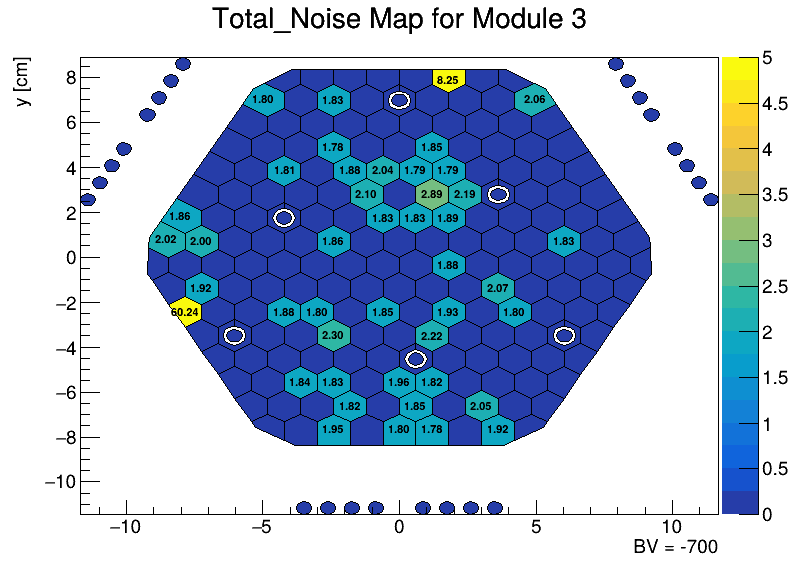 Total_Noise Map for Module 3
y [cm]
8
6
4
2
0
−2
−4
−6
−8
−10
8.25
1.80 1.83 2.06
1.78 1.85
1.81 1.88 2.04 1.79 1.79
2.10 2.89 2.19
1.86 1.83 1.83 1.89
2.02 2.00 1.86 1.83
1.88
1.92 2.07
60.24 1.88 1.80 1.85 1.93 1.80
2.30 2.22
1.84 1.83 1.96 1.82
1.82 1.85 2.05
1.95 1.80 1.78 1.92
−10 −5 0 5 10
BV = -700
5
4.5
4
3.5
3
2.5
2
1.5
1
0.5
0